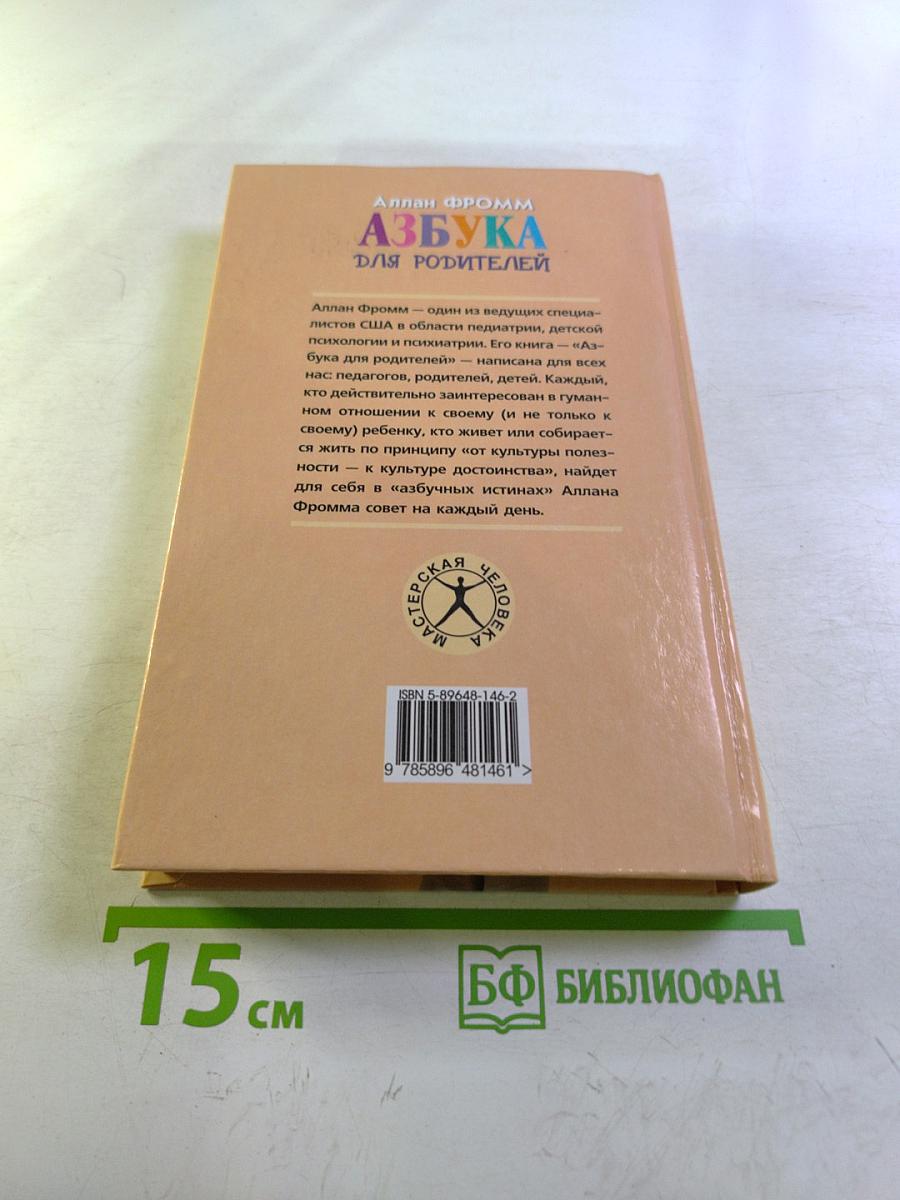 Аллан ФРОММ
АЗБУКА
ДЛЯ РОДИТЕЛЕЙ
Аллан Фромм — один из ведущих специа-
листов США в области педиатрии, детской
психологии и психиатрии. Его книга — «Аз-
бука для родителей» — написана для всех
нас: педагогов, родителей, детей. Каждый,
кто действительно заинтересован в гуман-
ном отношении к своему (и не только к
своему) ребенку, кто живет или собирает-
ся жить по принципу «от культуры полез-
ности — к культуре достоинства», найдет
для себя в «азбучных истинах» Аллана
Фромма совет на каждый день.
МАСТЕРСКАЯ ЧЕЛОВЕКА
ISBN 5-89648-146-2
9 785896 481461 >
15 см
БФ БИБЛИОФАН